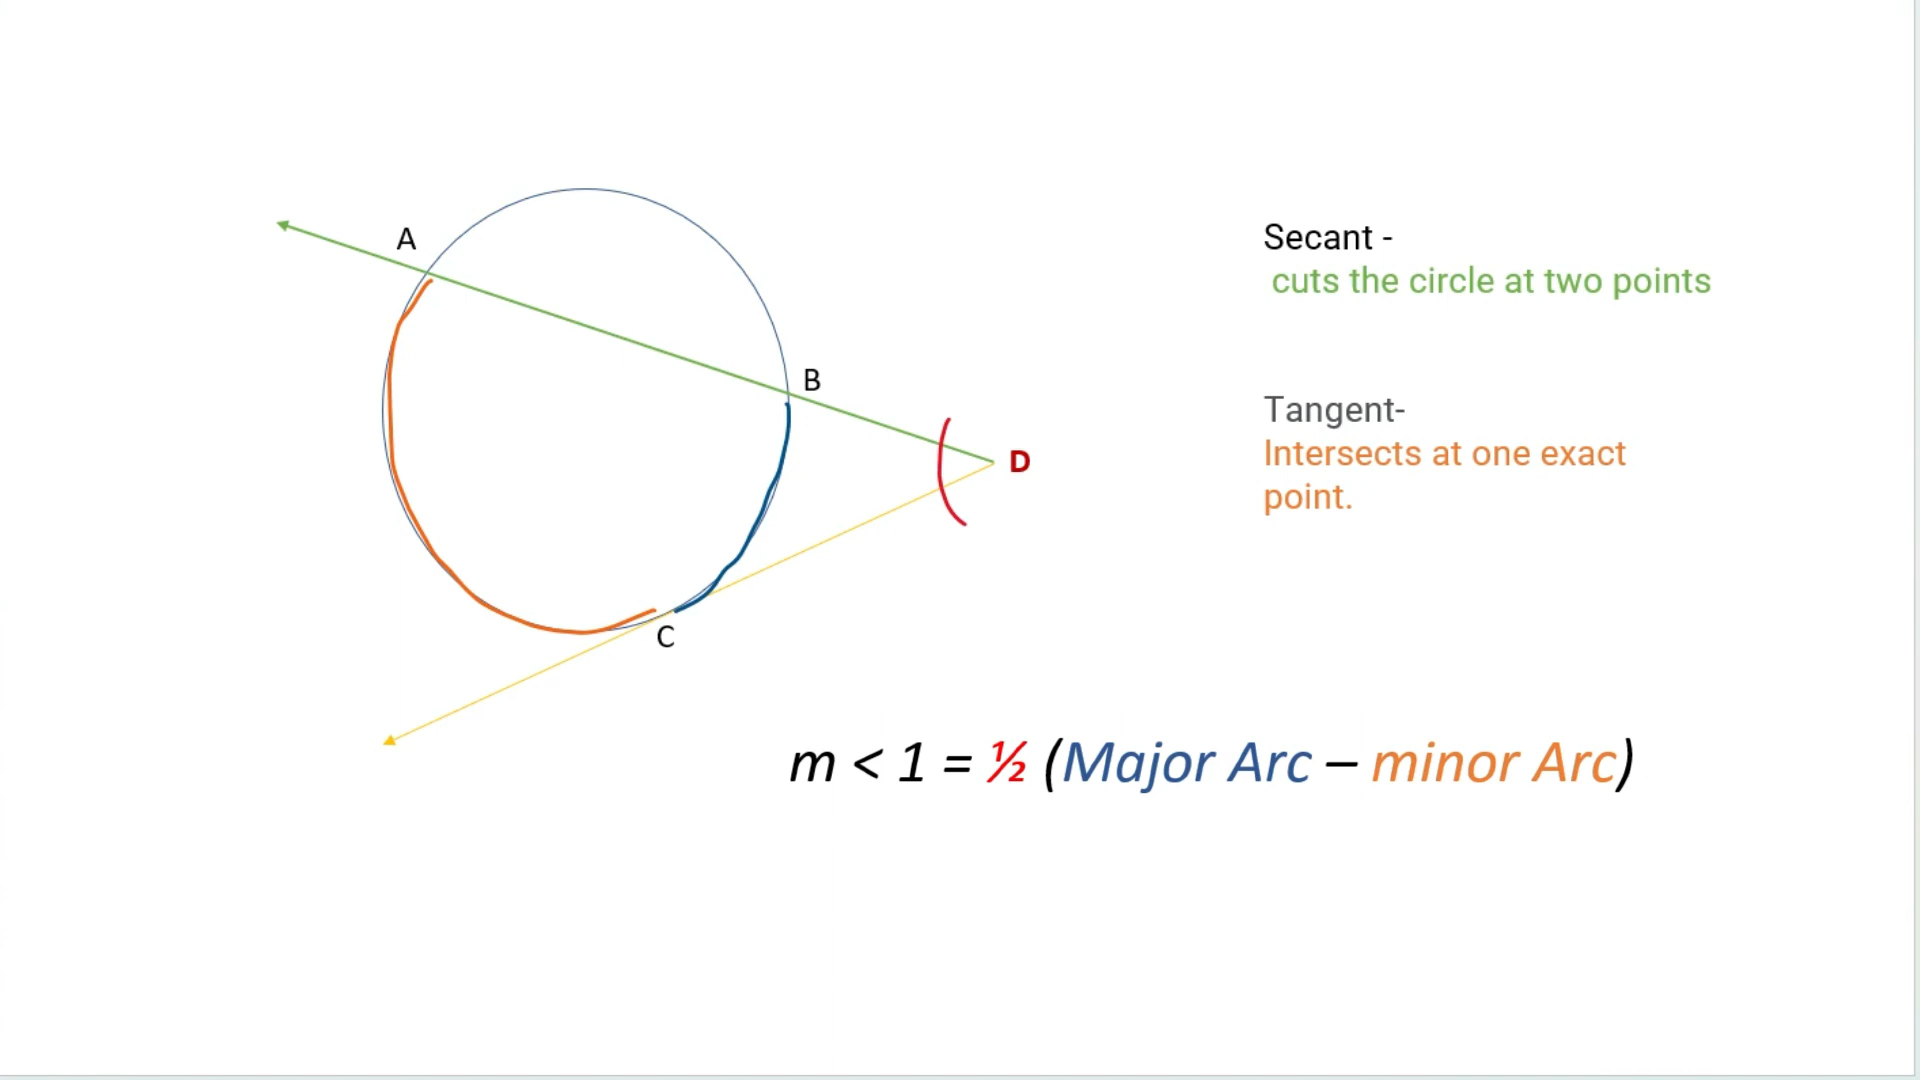 A
B
D
C
Secant -
cuts the circle at two points
Tangent-
Intersects at one exact
point.
m < 1 = ½ (Major Arc – minor Arc)